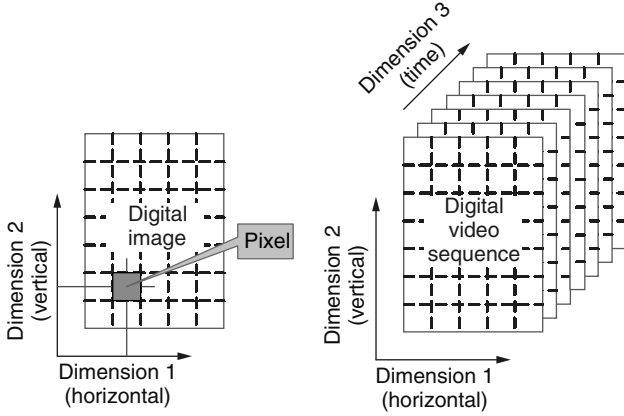 Digital
image
Pixel
Dimension 2
(vertical)
Dimension 1
(horizontal)
Dimension 3
(time)
Digital
video
sequence
Dimension 2
(vertical)
Dimension 1
(horizontal)